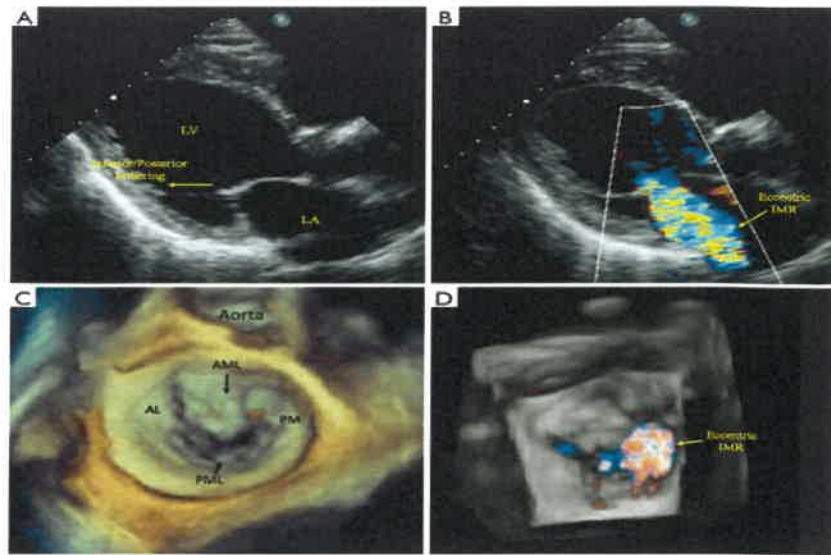 A
LV
Inferior/Posterior
Tethering
LA
B
Eccentric
IMR
C
Aorta
AML
AL
PM
PML
D
Eccentric
IMR